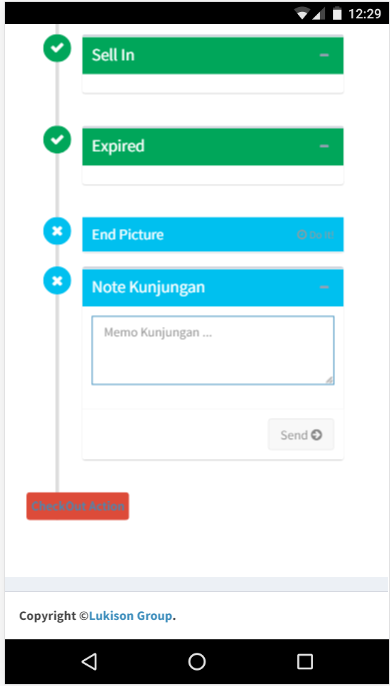 12:29
Sell In
Expired
End Picture
Note Kunjungan
Memo Kunjungan ...
Send
CheckOut Action
Copyright ©Lukison Group.